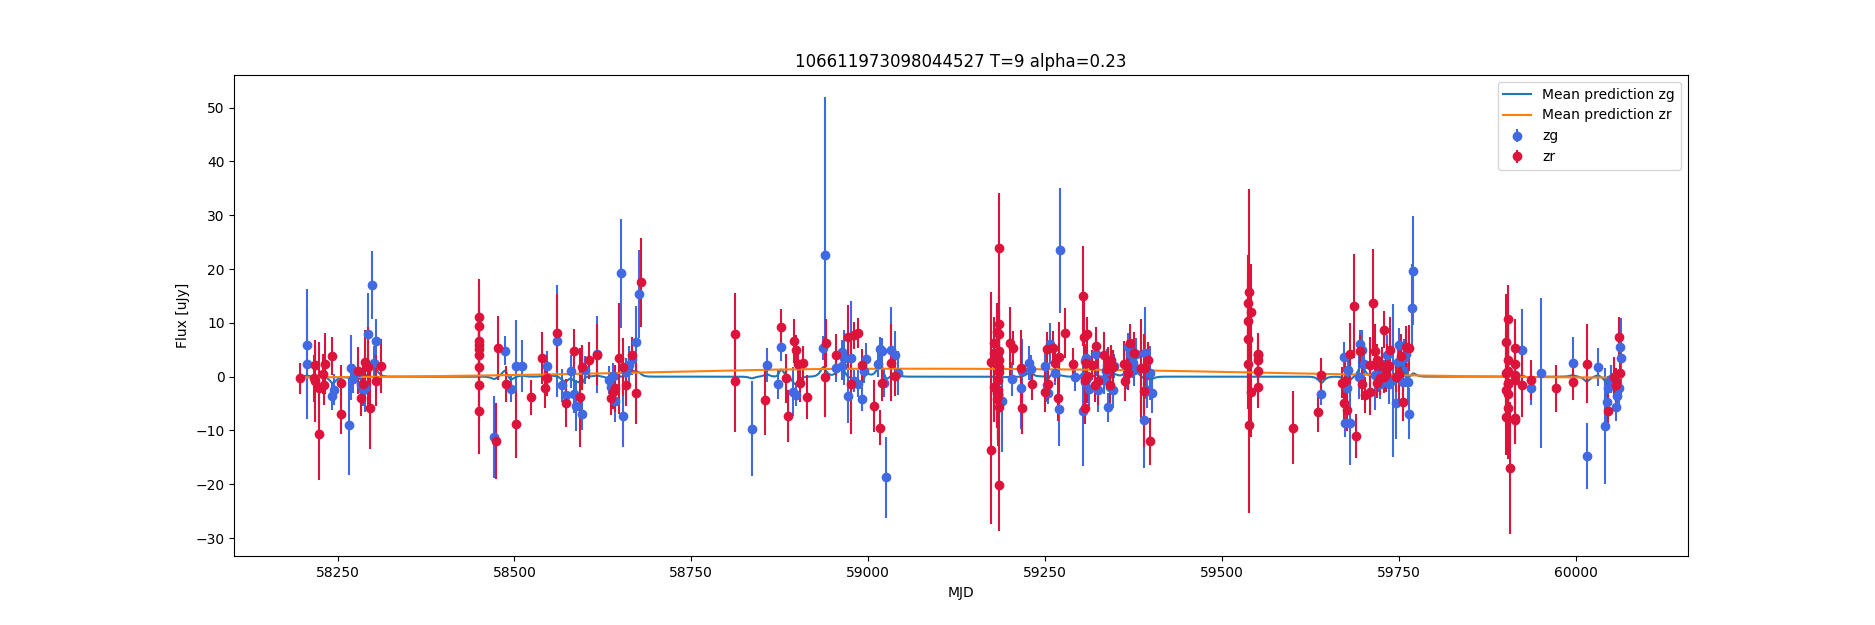 106611973098044527 T=9 alpha=0.23
Mean prediction zg
Mean prediction zr
zg
zr
Flux [uJy]
50
40
30
20
10
0
−10
−20
−30
58250 58500 58750 59000 59250 59500 59750 60000
MJD